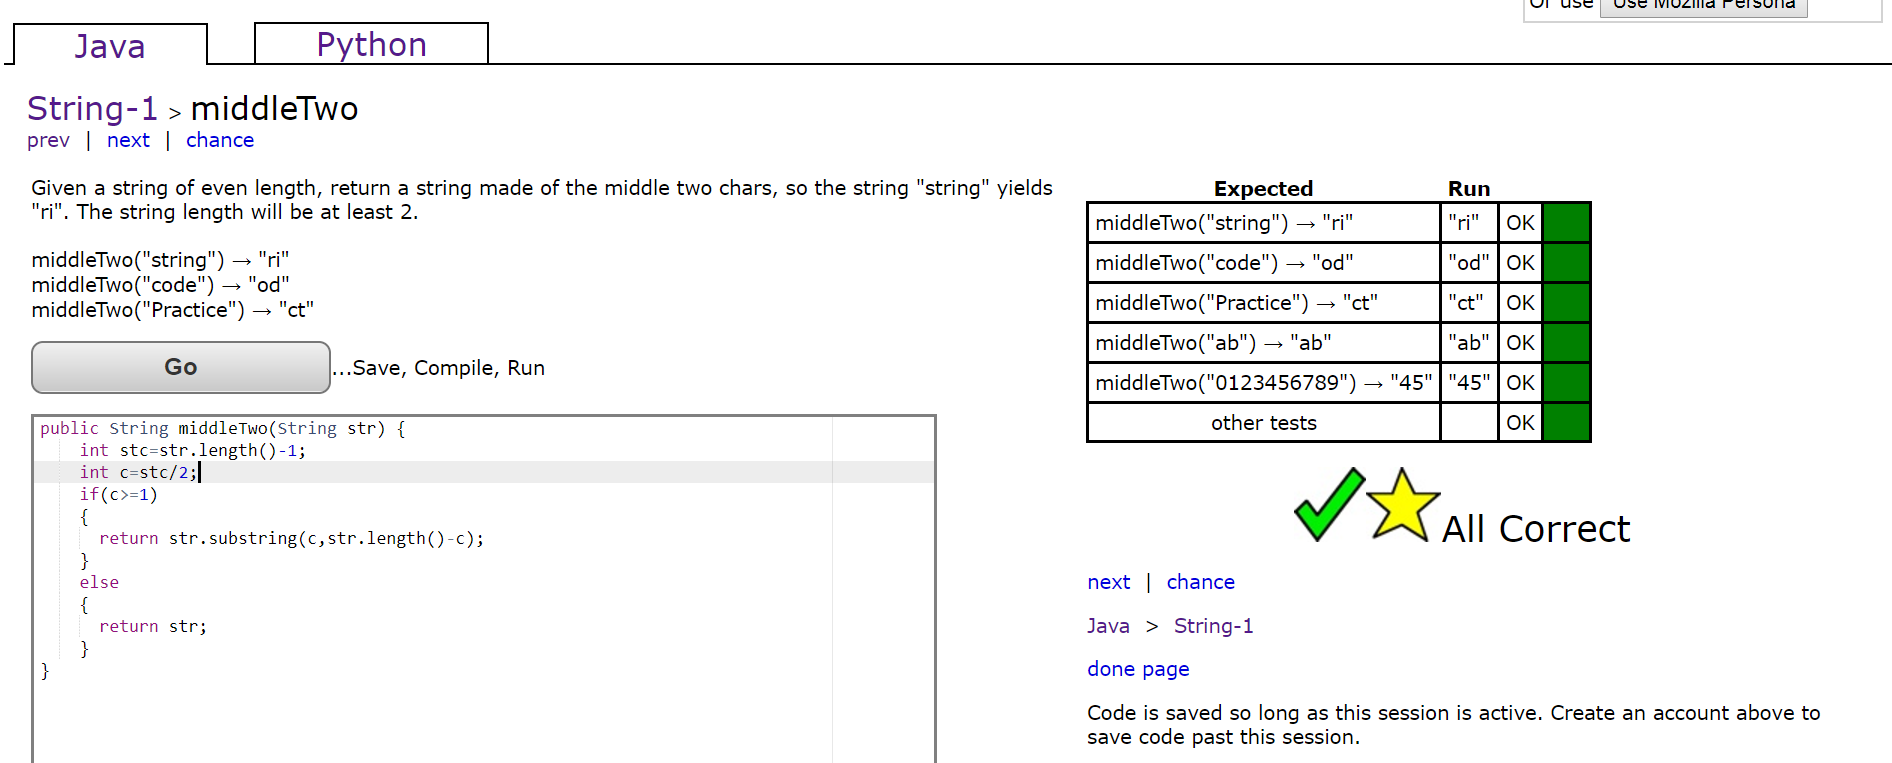 Or use Use Mozilla Persona
Java Python
String-1 > middleTwo
prev | next | chance
Given a string of even length, return a string made of the middle two chars, so the string "string" yields
"ri". The string length will be at least 2.
middleTwo("string") → "ri"
middleTwo("code") → "od"
middleTwo("Practice") → "ct"
Go ...Save, Compile, Run
public String middleTwo(String str) {
    int stc=str.length()-1;
    int c=stc/2;
    if(c>=1)
    {
      return str.substring(c,str.length()-c);
    }
    else
    {
      return str;
    }
}
Expected Run
middleTwo("string") → "ri" "ri" OK
middleTwo("code") → "od" "od" OK
middleTwo("Practice") → "ct" "ct" OK
middleTwo("ab") → "ab" "ab" OK
middleTwo("0123456789") → "45" "45" OK
other tests OK
All Correct
next | chance
Java > String-1
done page
Code is saved so long as this session is active. Create an account above to
save code past this session.